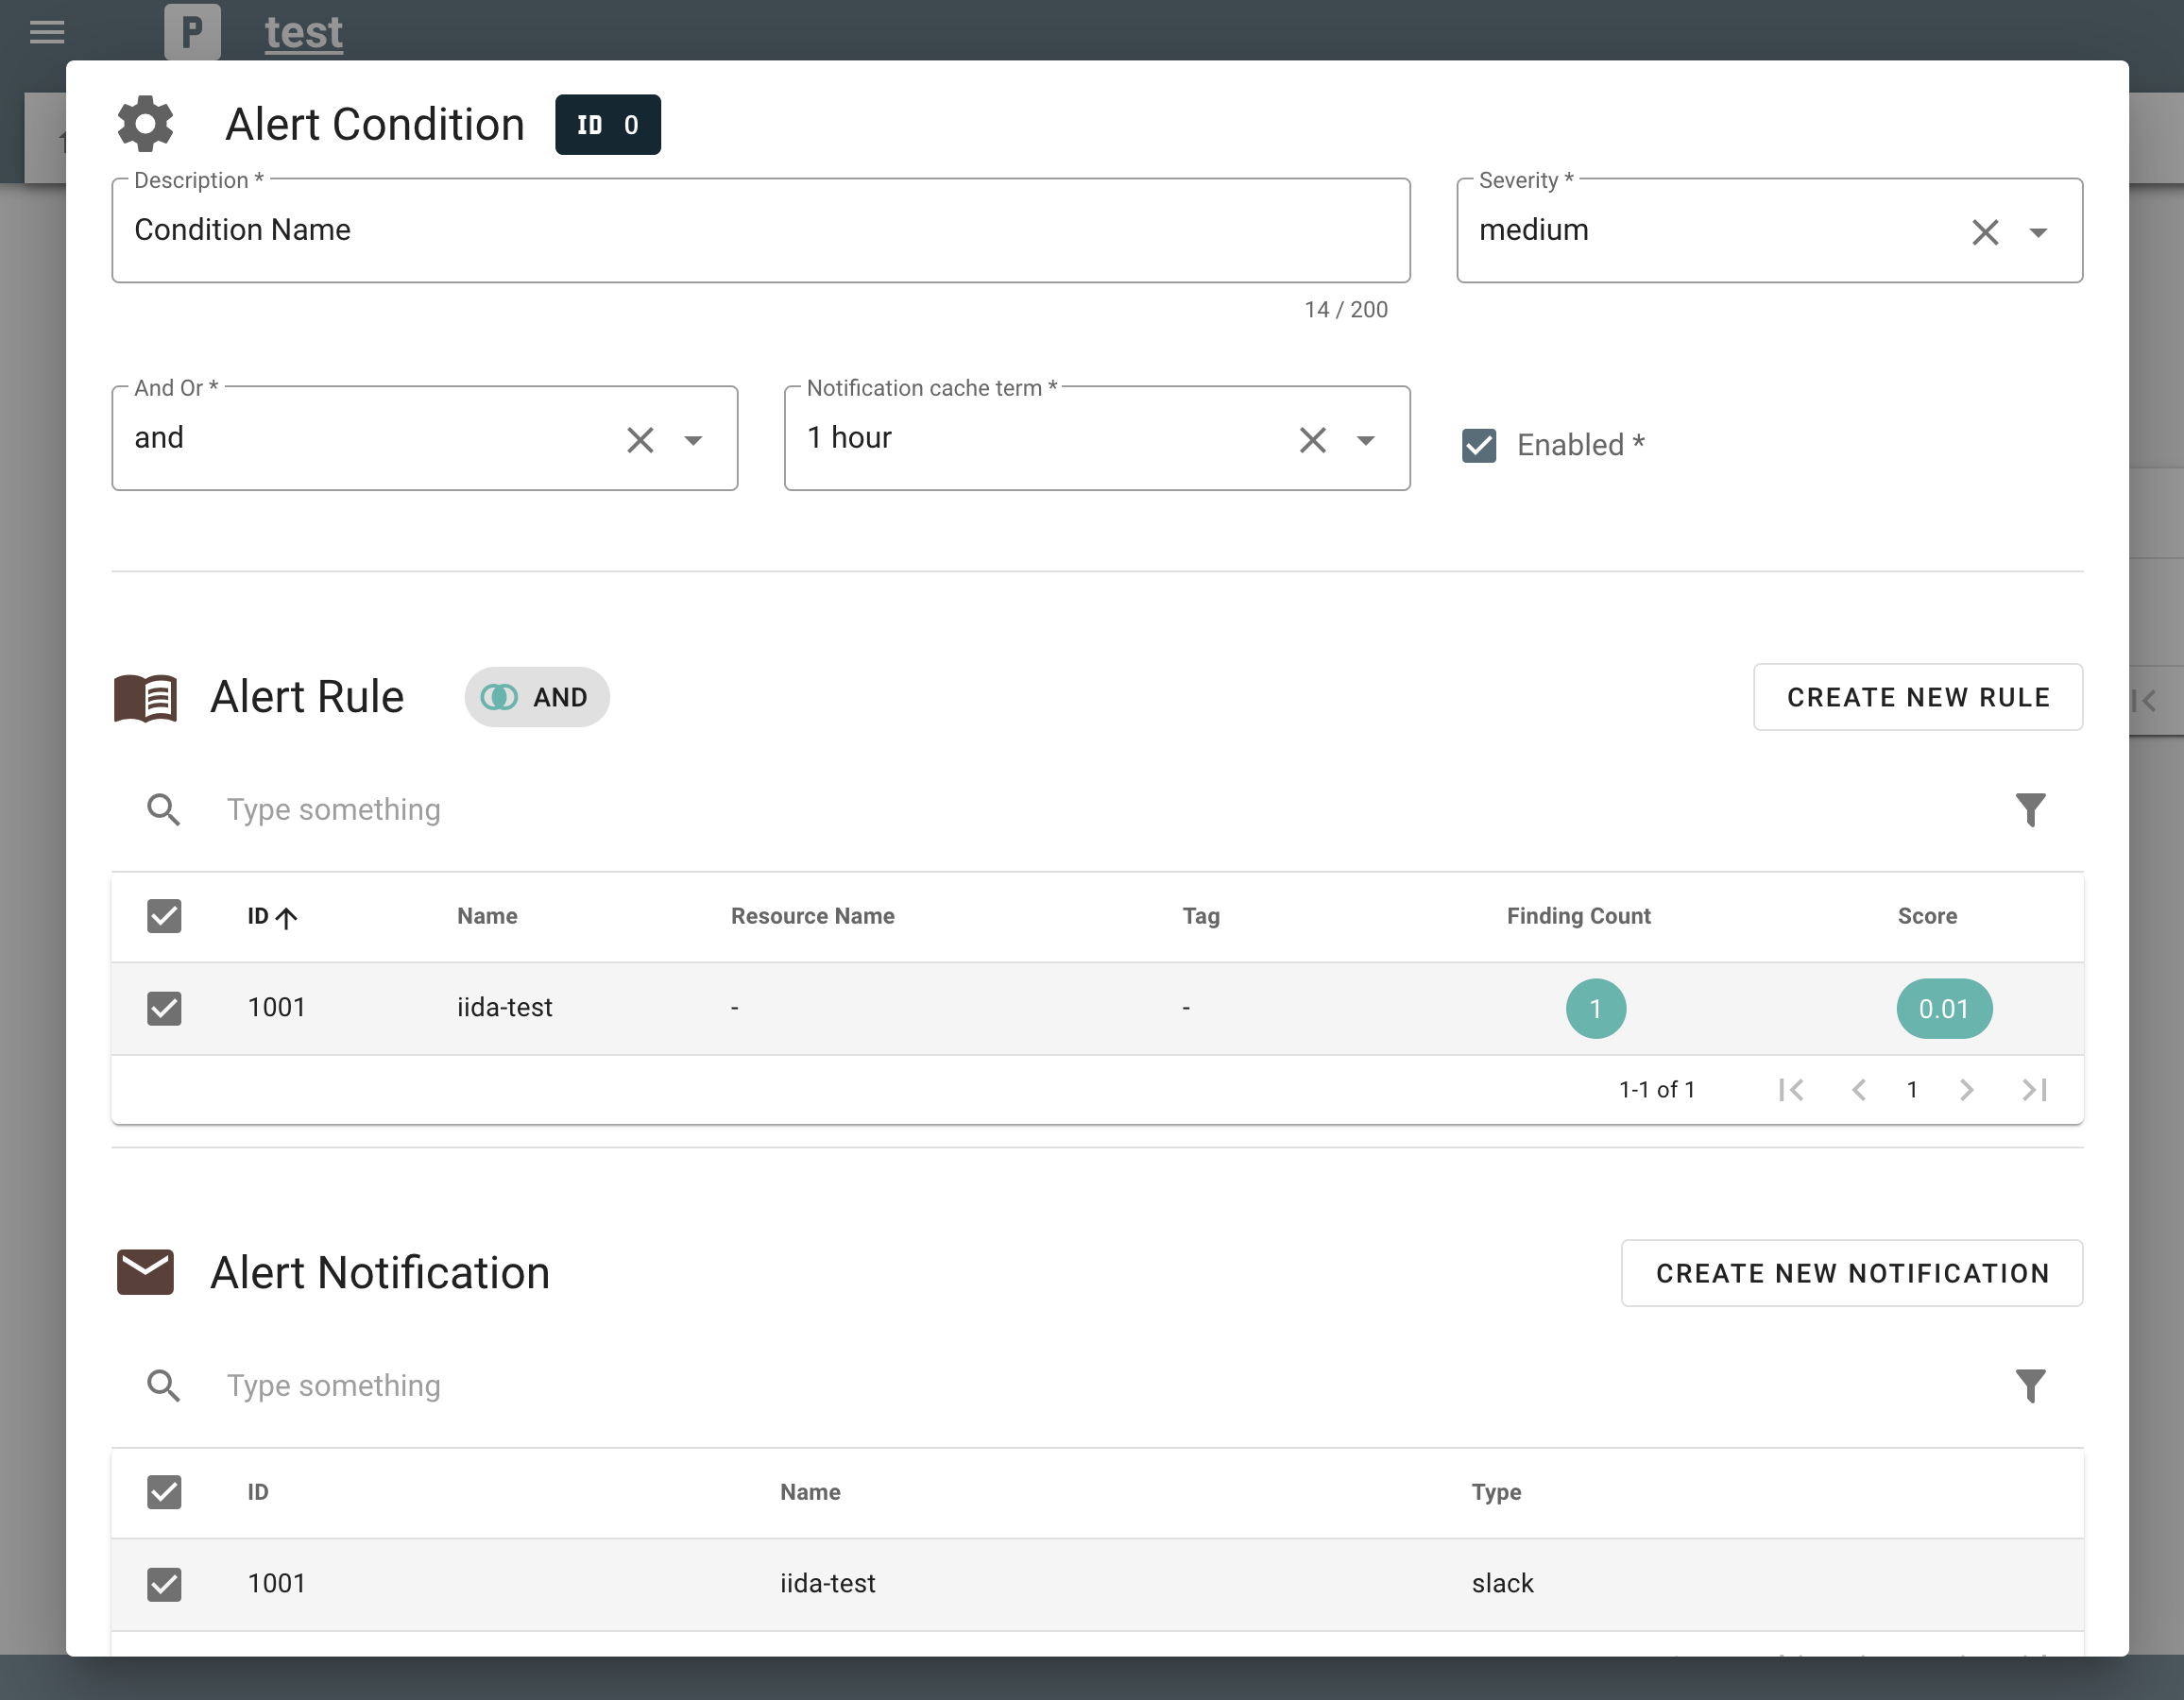 P test
Alert Condition ID 0
Description * Severity *
Condition Name medium
14 / 200
And Or * Notification cache term *
and 1 hour Enabled *
Alert Rule AND CREATE NEW RULE
Type something
ID Name Resource Name Tag Finding Count Score
1001 iida-test - - 1 0.01
1-1 of 1 1
Alert Notification CREATE NEW NOTIFICATION
Type something
ID Name Type
1001 iida-test slack